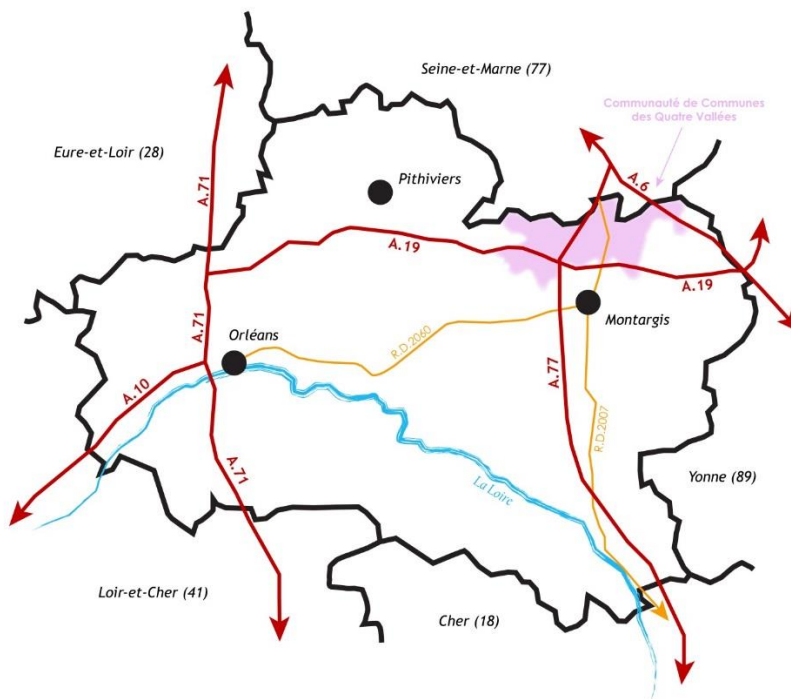 Seine-et-Marne (77)
Communauté de Communes
des Quatre Vallées
Eure-et-Loir (28)
A.71
Pithiviers
A.6
A.19
A.19
A.71
Orléans
R.D.2060
Montargis
A.10
A.77
R.D.2007
A.71
La Loire
Yonne (89)
Loir-et-Cher (41)
Cher (18)